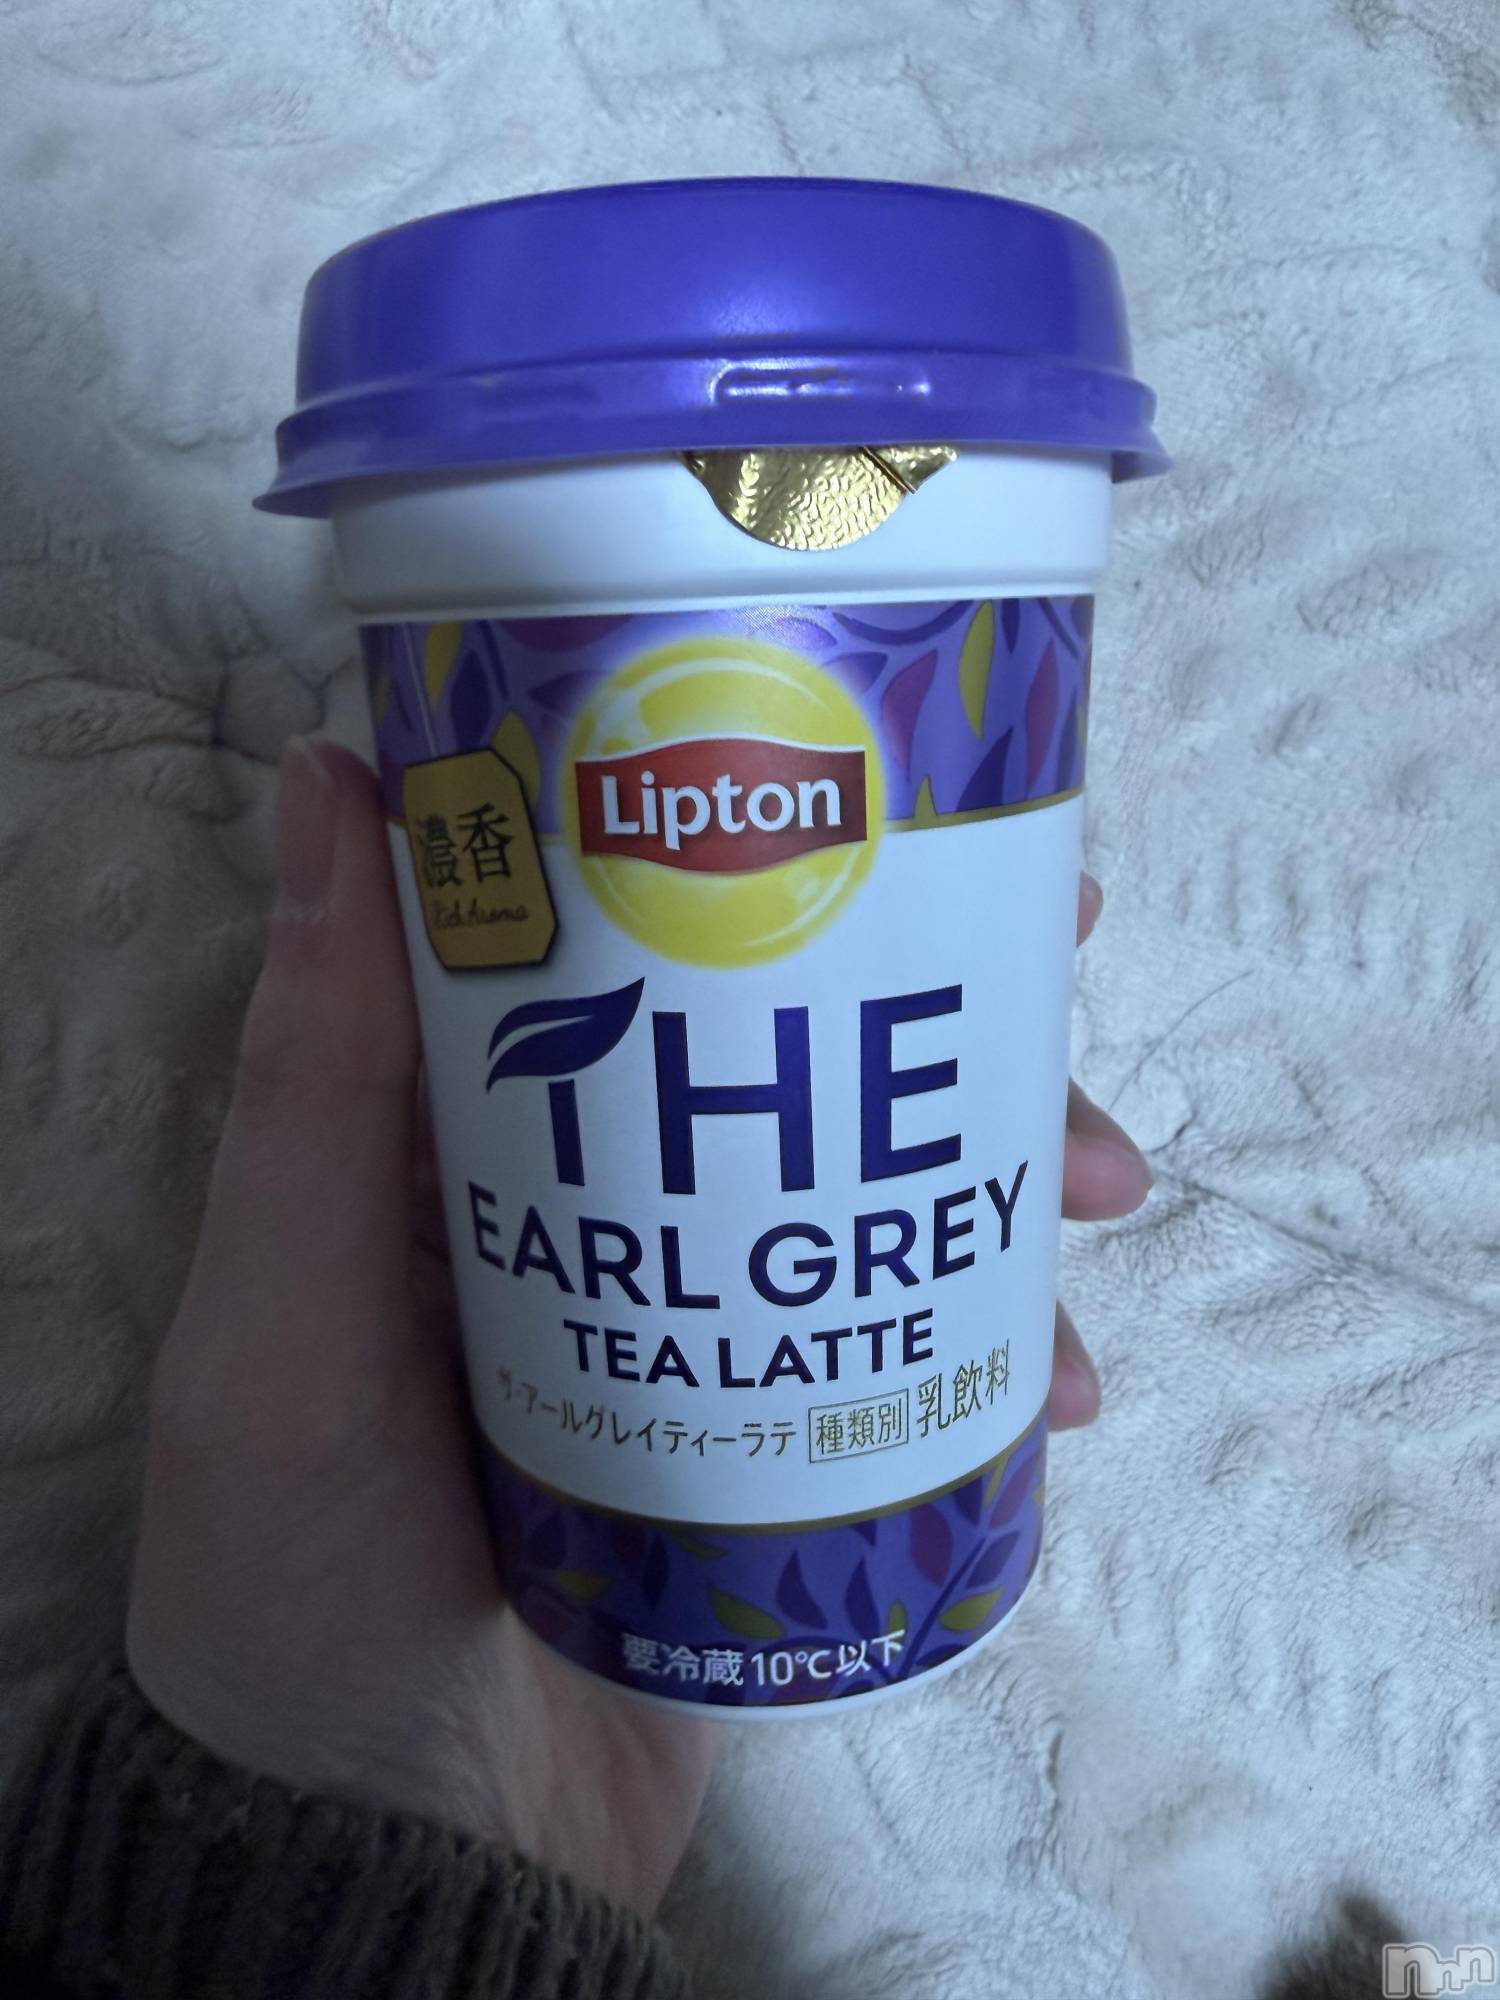 Lipton
濃香
Rich Aroma
THE
EARL GREY
TEA LATTE
ザ・アールグレイティーラテ 種類別 乳飲料
要冷蔵10℃以下
nnn